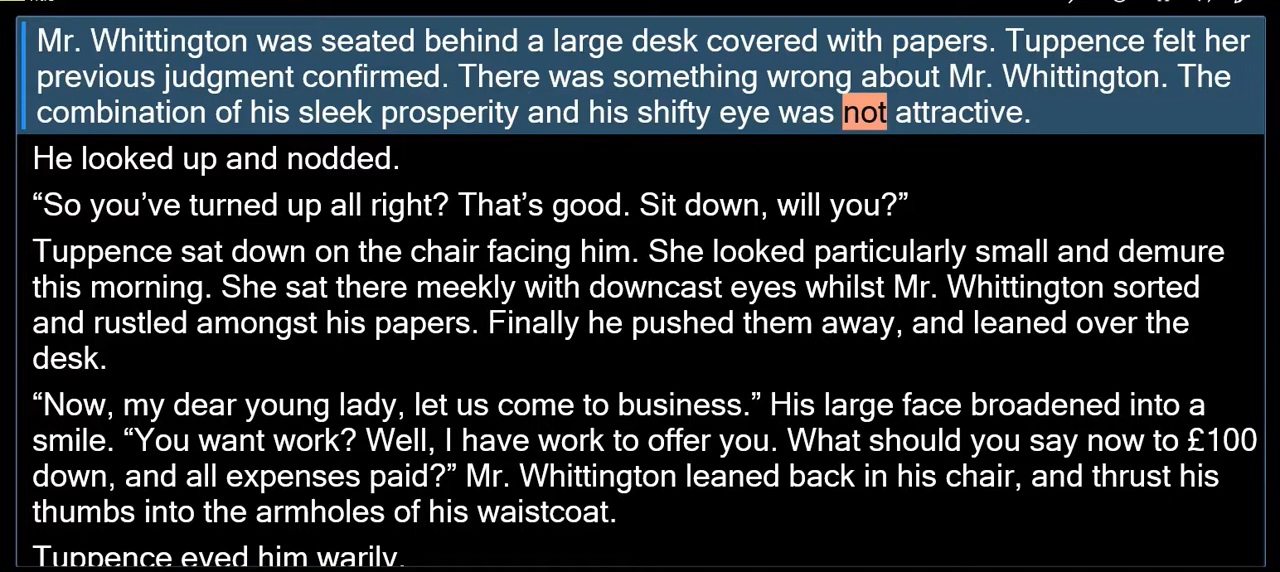 Mr. Whittington was seated behind a large desk covered with papers. Tuppence felt her
previous judgment confirmed. There was something wrong about Mr. Whittington. The
combination of his sleek prosperity and his shifty eye was not attractive.
He looked up and nodded.
“So you’ve turned up all right? That’s good. Sit down, will you?”
Tuppence sat down on the chair facing him. She looked particularly small and demure
this morning. She sat there meekly with downcast eyes whilst Mr. Whittington sorted
and rustled amongst his papers. Finally he pushed them away, and leaned over the
desk.
“Now, my dear young lady, let us come to business.” His large face broadened into a
smile. “You want work? Well, I have work to offer you. What should you say now to £100
down, and all expenses paid?” Mr. Whittington leaned back in his chair, and thrust his
thumbs into the armholes of his waistcoat.
Tuppence eyed him warily.